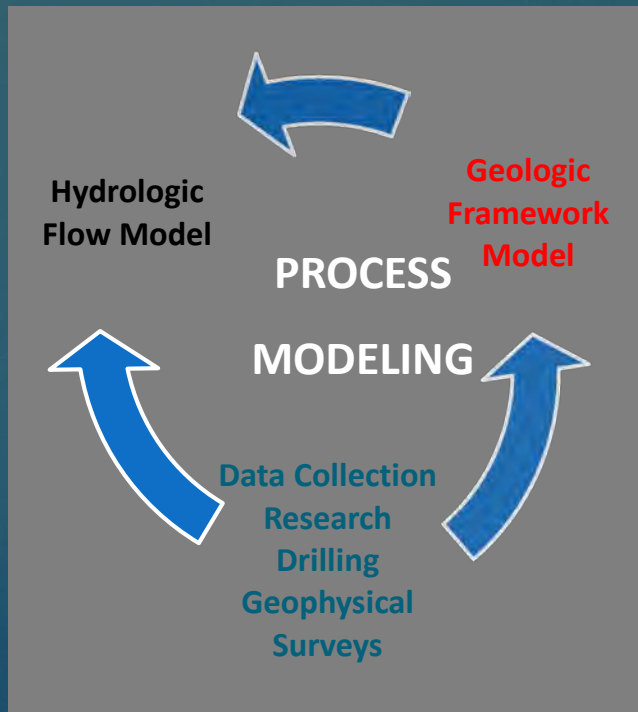 Hydrologic
Flow Model
Geologic
Framework
Model
PROCESS
MODELING
Data Collection
Research
Drilling
Geophysical
Surveys